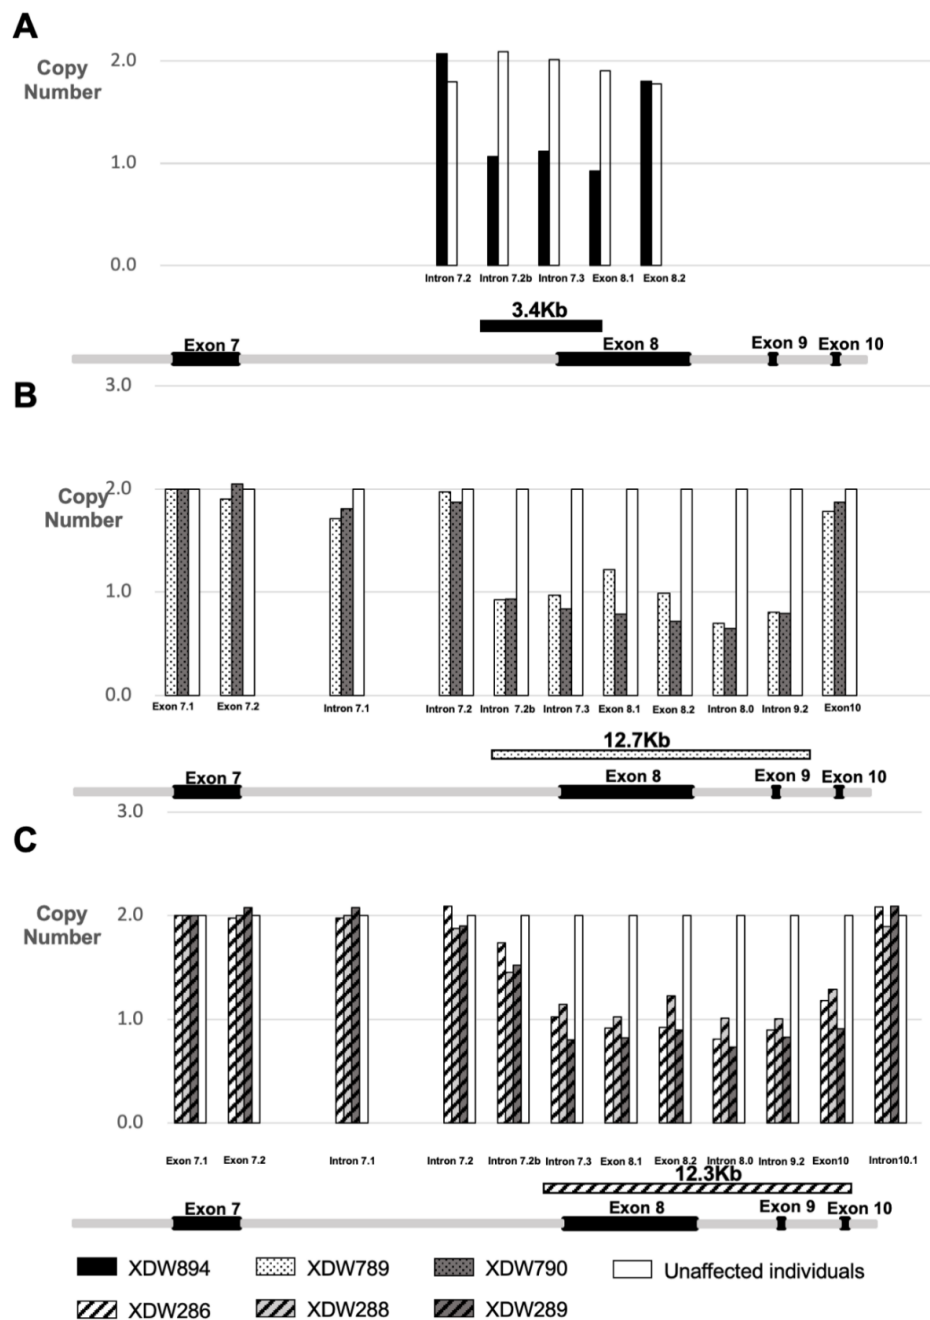 A
Copy
Number
2.0
1.0
0.0
Intron 7.2 Intron 7.2b Intron 7.3 Exon 8.1 Exon 8.2
3.4Kb
Exon 7 Exon 8 Exon 9 Exon 10
3.0
B
Copy
Number
2.0
1.0
0.0
Exon 7.1 Exon 7.2 Intron 7.1 Intron 7.2 Intron 7.2b Intron 7.3 Exon 8.1 Exon 8.2 Intron 8.0 Intron 9.2 Exon10
12.7Kb
Exon 7 Exon 8 Exon 9 Exon 10
3.0
C
Copy
Number
2.0
1.0
0.0
Exon 7.1 Exon 7.2 Intron 7.1 Intron 7.2 Intron 7.2b Intron 7.3 Exon 8.1 Exon 8.2 Intron 8.0 Intron 9.2 Exon10 Intron10.1
12.3Kb
Exon 7 Exon 8 Exon 9 Exon 10
XDW894 XDW789 XDW790 Unaffected individuals
XDW286 XDW288 XDW289